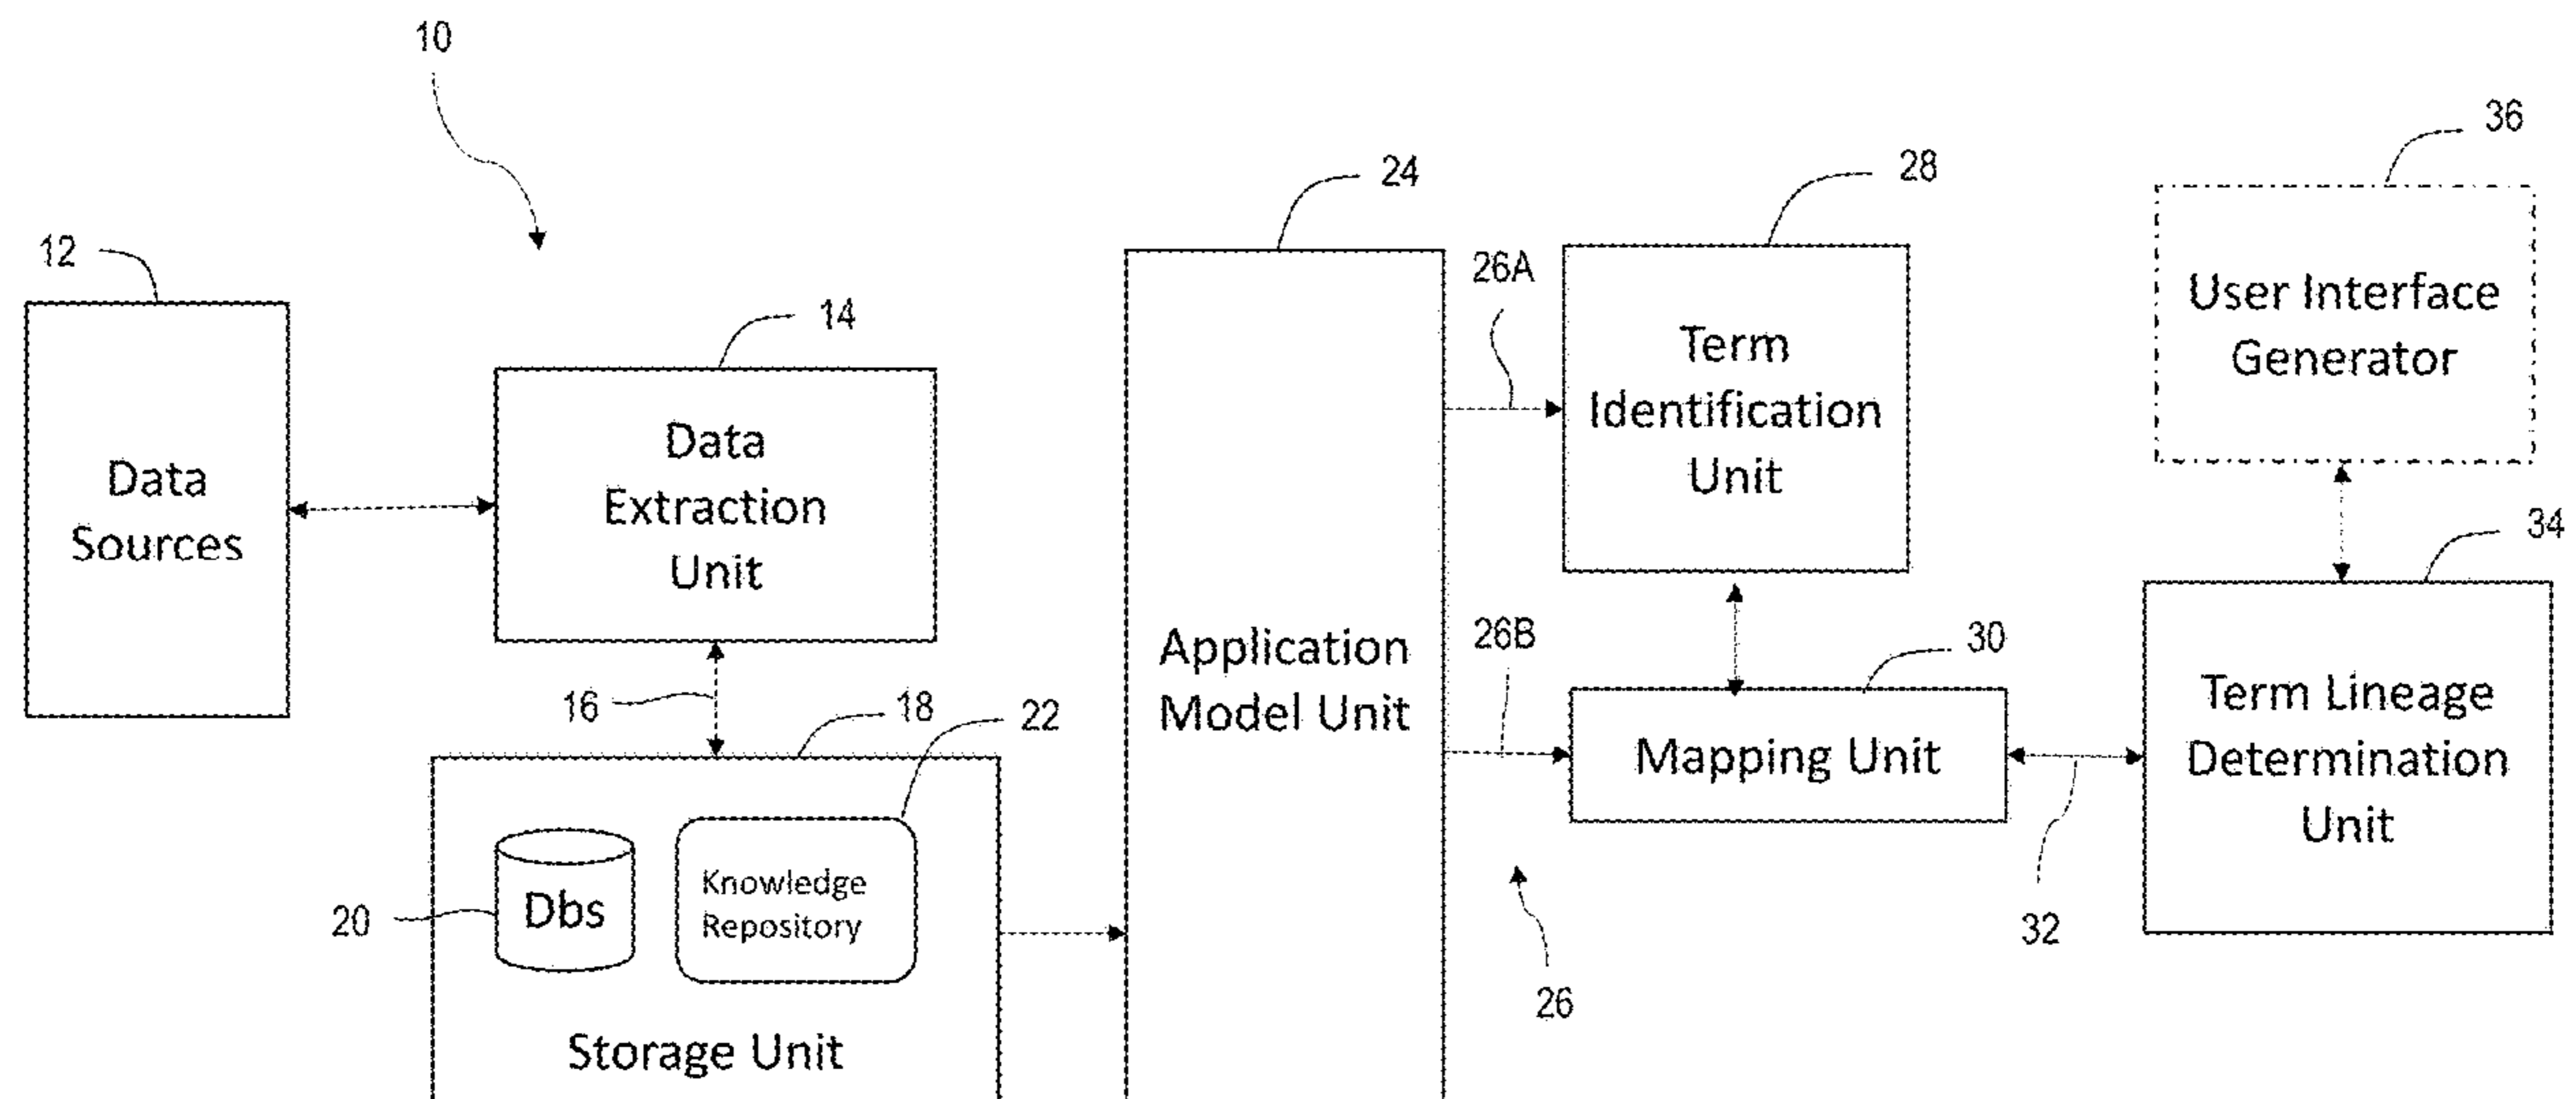 10
36
28
24
12
26A
User Interface
Generator
14
Term
Identification
Unit
Data
Extraction
Unit
Data
Sources
34
26B
30
Application
Model Unit
Term Lineage
Determination
Unit
16
18
22
Mapping Unit
Knowledge
Repository
Dbs
20
32
26
Storage Unit